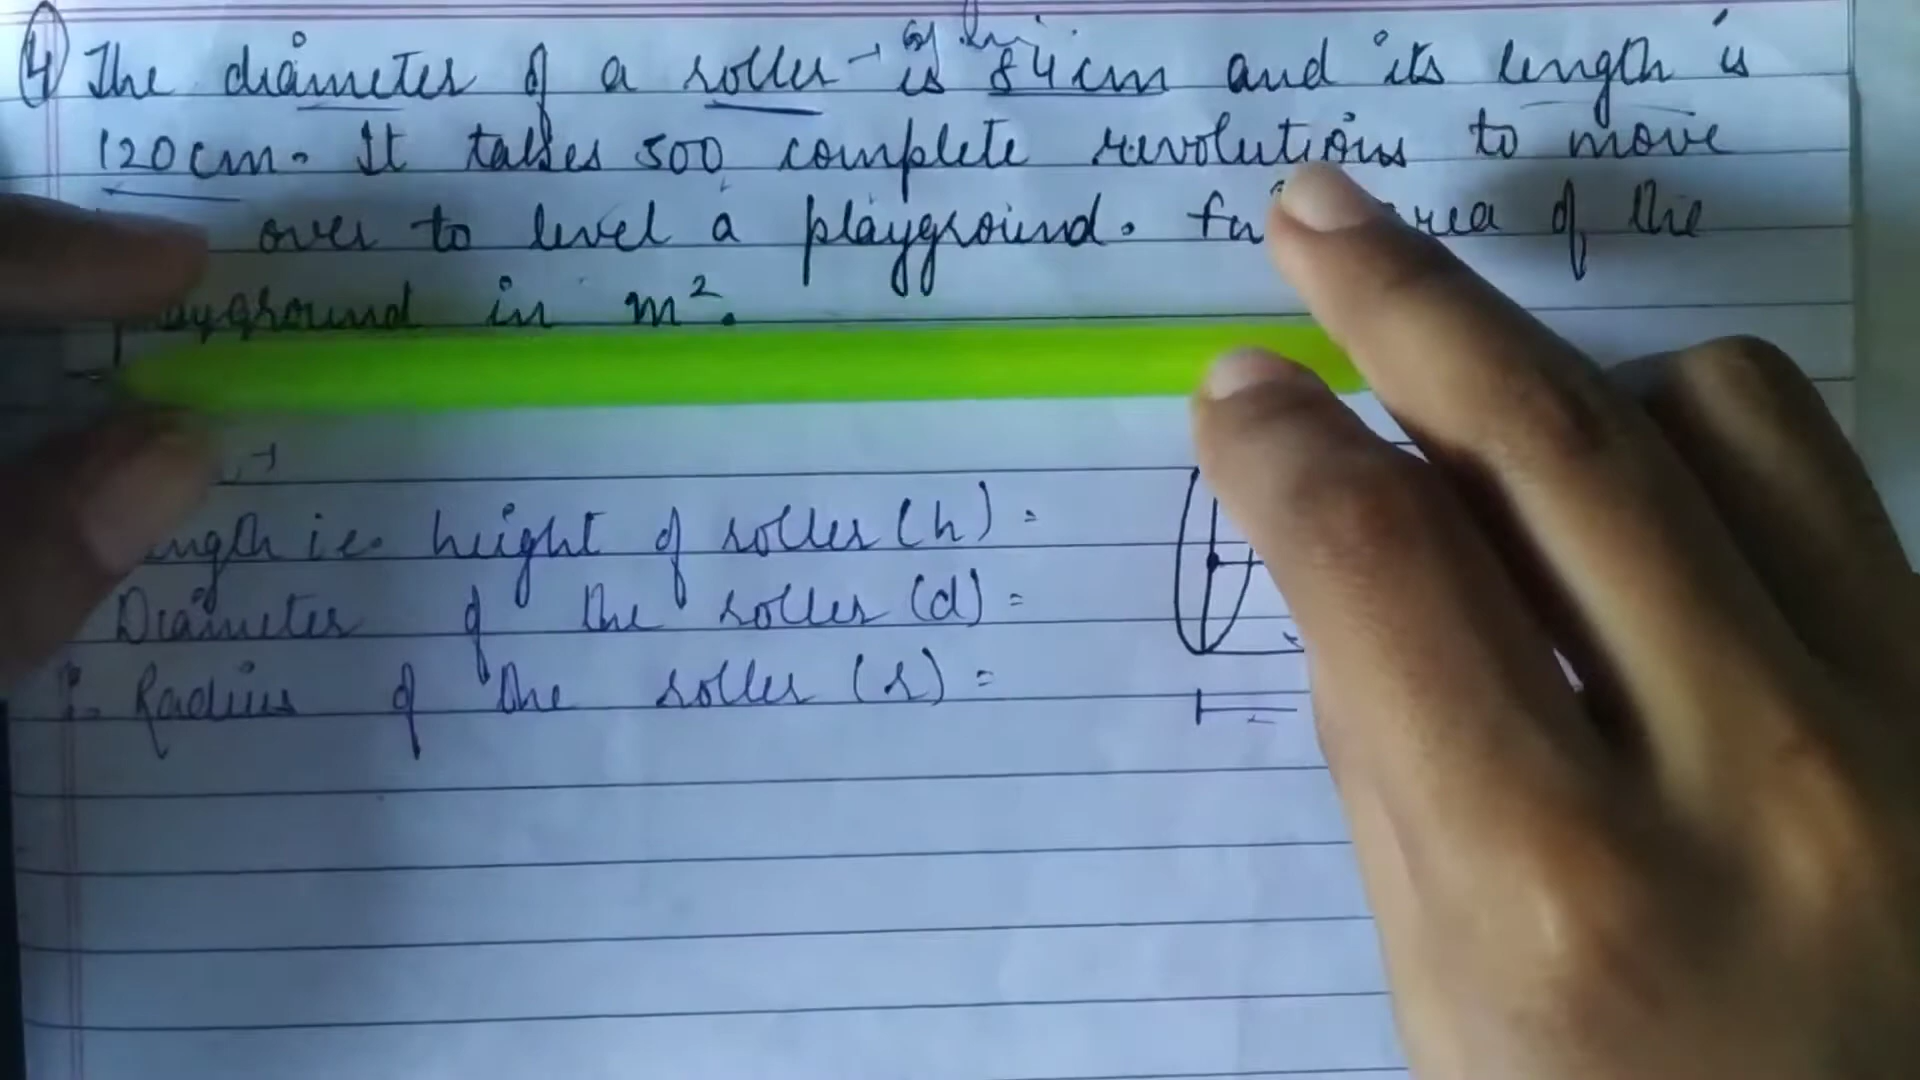 4 The diameter of a roller is 84 cm and its length is
120 cm. It takes 500 complete revolutions to move
over to level a playground. of the
in m².
height of roller (h) =
Diameter of the roller (d) =
Radius of the roller (r) =